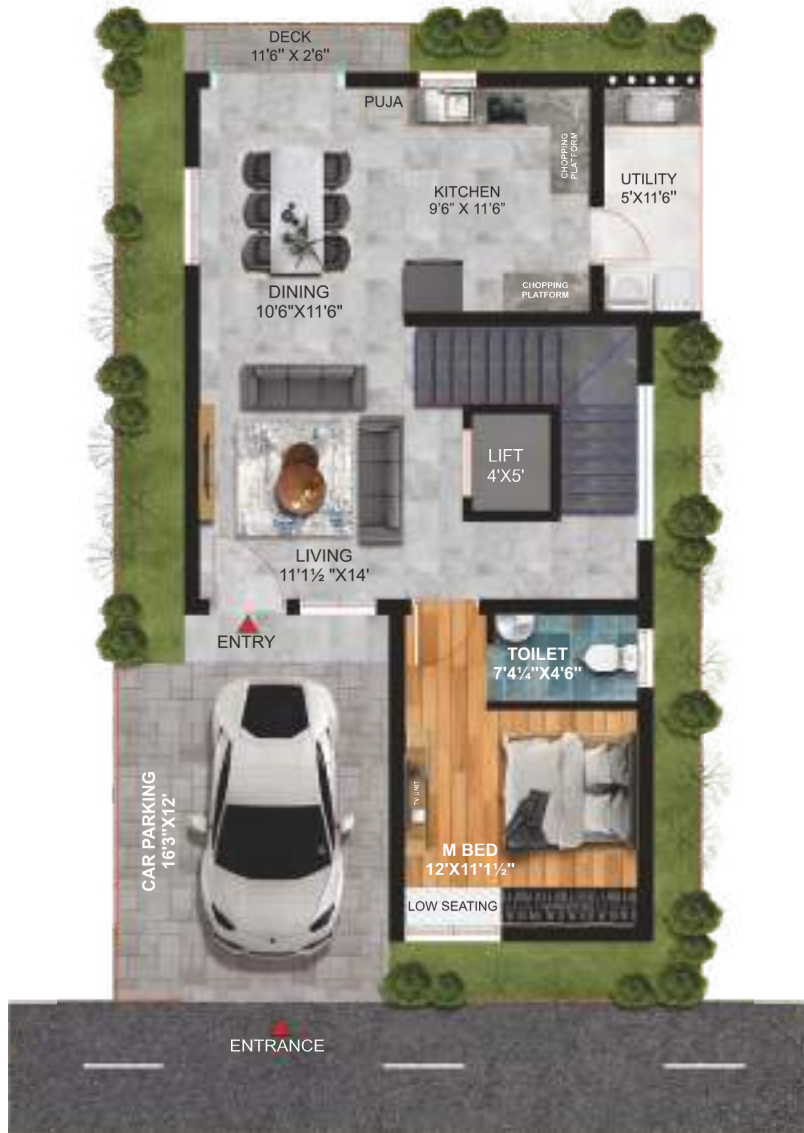 DECK
11'6" X 2'6"
PUJA
CHOPPING
PLATFORM
KITCHEN
9'6" X 11'6"
UTILITY
5'X11'6"
DINING
10'6"X11'6"
CHOPPING
PLATFORM
LIFT
4'X5'
LIVING
11'1½ "X14'
ENTRY
TOILET
7'4¼"X4'6"
CAR PARKING
16'3"X12'
TV UNIT
M BED
12'X11'1½"
LOW SEATING
ENTRANCE